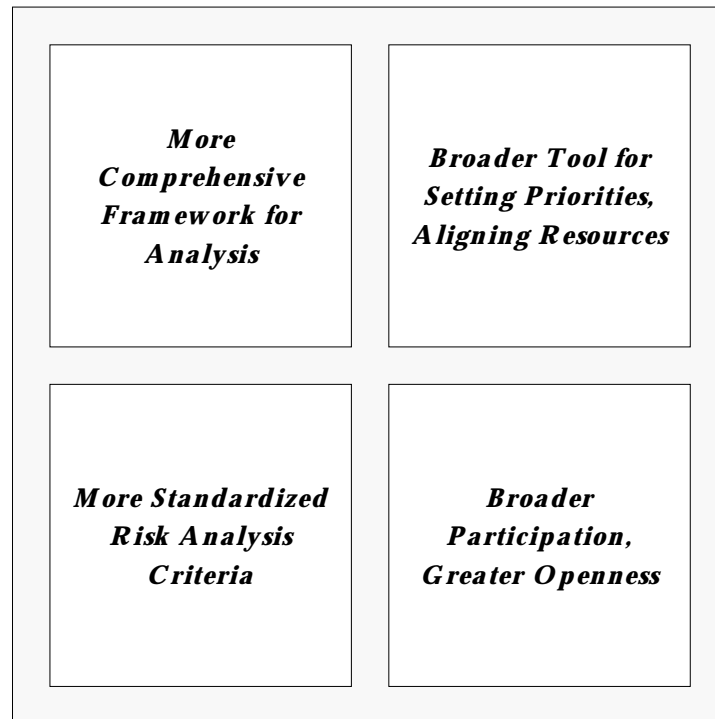 More
Comprehensive
Framework for
Analysis
Broader Tool for
Setting Priorities,
Aligning Resources
More Standardized
Risk Analysis
Criteria
Broader
Participation,
Greater Openness